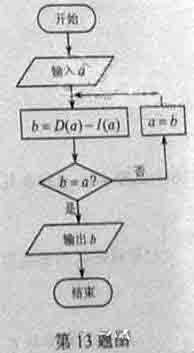 开始
输入 a
b = D(a) − I(a)
a = b
b = a?
否
是
输出 b
结束
第 13 题图